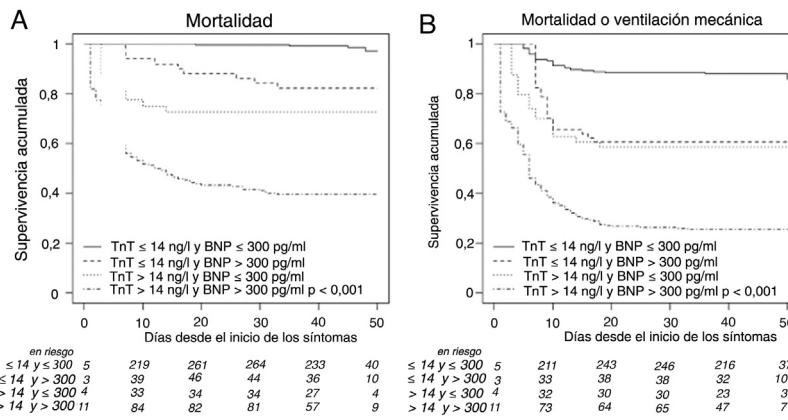 A
Mortalidad
Supervivencia acumulada
1
0,8
0,6
0,4
0,2
0
TnT ≤ 14 ng/l y BNP ≤ 300 pg/ml
TnT ≤ 14 ng/l y BNP > 300 pg/ml
TnT > 14 ng/l y BNP ≤ 300 pg/ml
TnT > 14 ng/l y BNP > 300 pg/ml p < 0,001
0 10 20 30 40 50
Días desde el inicio de los síntomas
en riesgo
≤ 14 y ≤ 300 5 219 261 264 233 40
≤ 14 y > 300 3 39 46 44 36 10
> 14 y ≤ 300 4 33 34 34 27 4
> 14 y > 300 11 84 82 81 57 9
B
Mortalidad o ventilación mecánica
Supervivencia acumulada
1
0,8
0,6
0,4
0,2
0
TnT ≤ 14 ng/l y BNP ≤ 300 pg/ml
TnT ≤ 14 ng/l y BNP > 300 pg/ml
TnT > 14 ng/l y BNP ≤ 300 pg/ml
TnT > 14 ng/l y BNP > 300 pg/ml p < 0,001
0 10 20 30 40 50
Días desde el inicio de los síntomas
en riesgo
≤ 14 y ≤ 300 5 211 243 246 216 37
≤ 14 y > 300 3 33 38 38 32 10
> 14 y ≤ 300 4 32 30 30 23 3
> 14 y > 300 11 73 64 65 47 7